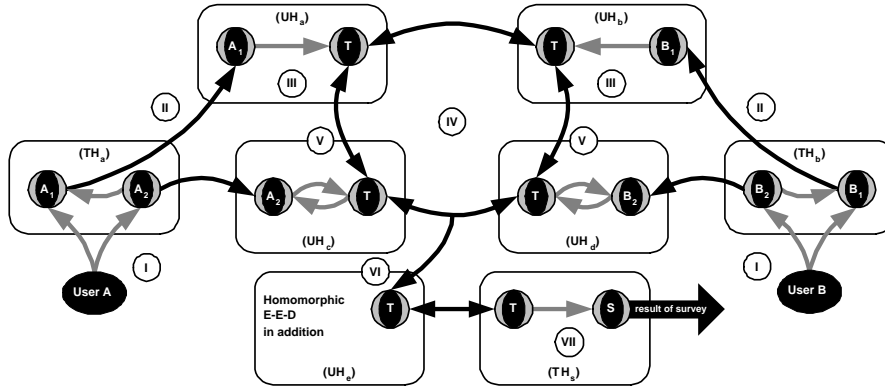 (UHa)
(UHb)
A1
T
T
B1
III
III
II
II
IV
(THa)
(THb)
V
V
A1
A2
A2
T
T
B2
B2
B1
(UHc)
(UHd)
I
I
VI
User A
User B
Homomorphic
E-E-D
in addition
T
T
S
result of survey
VII
(UHe)
(THs)